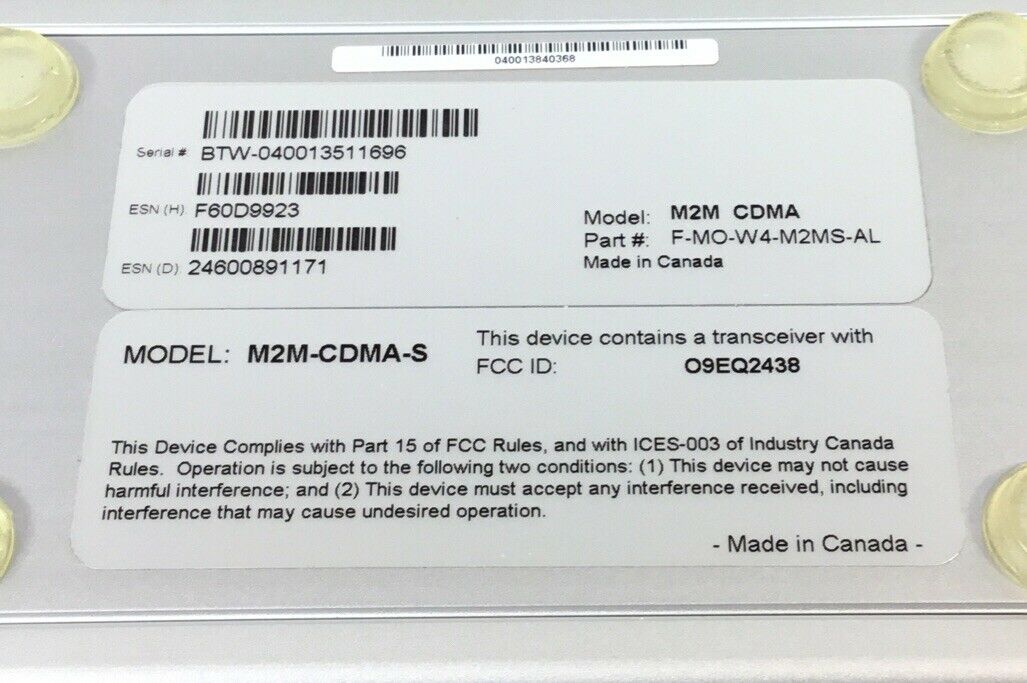 040013840368
Serial # BTW-040013511696
ESN (H) F60D9923
ESN (D) 24600891171
Model: M2M CDMA
Part #: F-MO-W4-M2MS-AL
Made in Canada
MODEL: M2M-CDMA-S
This device contains a transceiver with
FCC ID: O9EQ2438
This Device Complies with Part 15 of FCC Rules, and with ICES-003 of Industry Canada
Rules. Operation is subject to the following two conditions: (1) This device may not cause
harmful interference; and (2) This device must accept any interference received, including
interference that may cause undesired operation.
- Made in Canada -